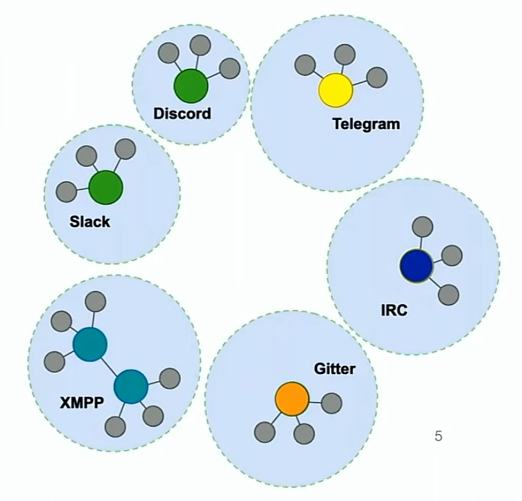 Discord
Telegram
Slack
IRC
Gitter
XMPP
5